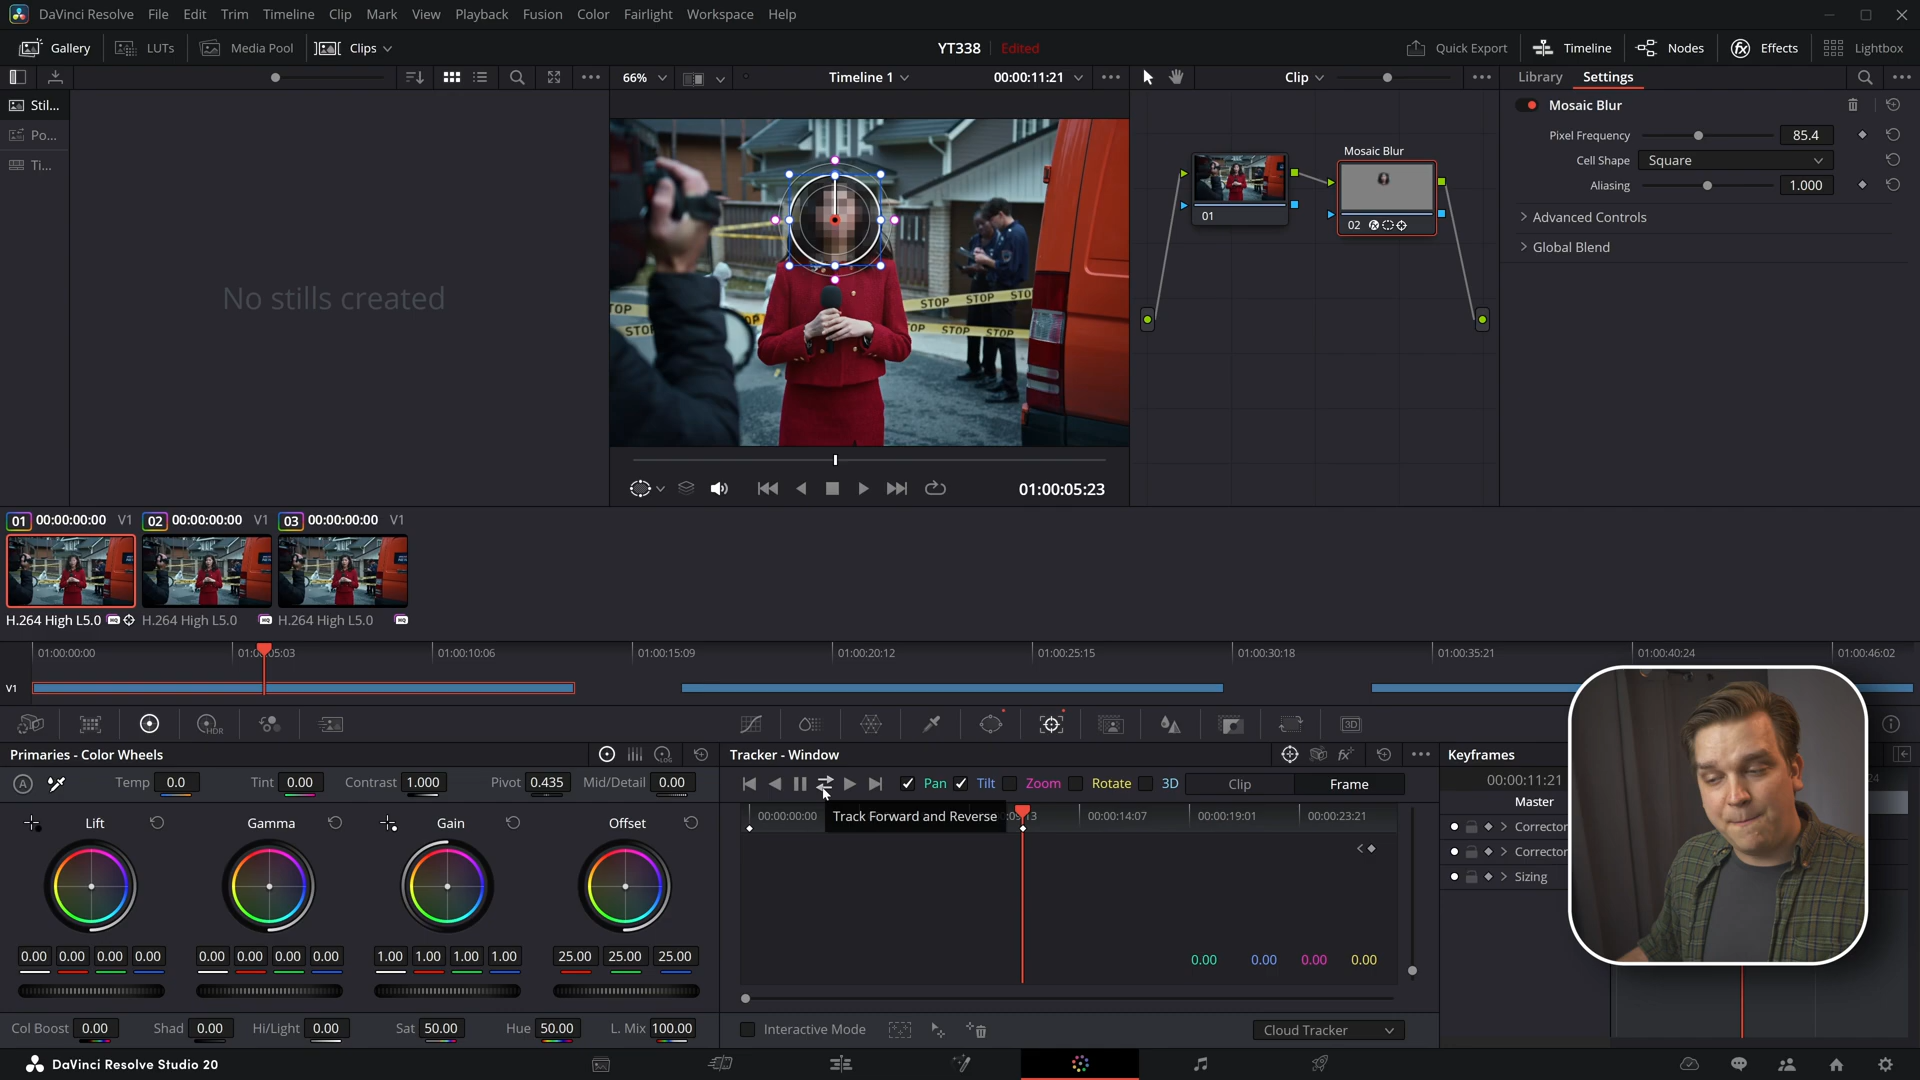 DaVinci Resolve File Edit Trim Timeline Clip Mark View Playback Fusion Color Fairlight Workspace Help
Gallery LUTs Media Pool Clips YT338 Edited Quick Export Timeline Nodes Effects Lightbox
66% Timeline 1 00:00:11:21 Clip Library Settings
Stil...
Po...
Ti...
No stills created
Mosaic Blur
01
02
STOP STOP STOP
STOP STOP STOP
01:00:05:23
Mosaic Blur
Pixel Frequency 85.4
Cell Shape Square
Aliasing 1.000
Advanced Controls
Global Blend
01 00:00:00:00 V1 02 00:00:00:00 V1 03 00:00:00:00 V1
H.264 High L5.0 H.264 High L5.0 H.264 High L5.0
01:00:00:00 01:00:05:03 01:00:10:06 01:00:15:09 01:00:20:12 01:00:25:15 01:00:30:18 01:00:35:21 01:00:40:24 01:00:46:02
V1
HDR 3D
Primaries - Color Wheels LOG
A Temp 0.0 Tint 0.00 Contrast 1.000 Pivot 0.435 Mid/Detail 0.00
Lift Gamma Gain Offset
0.00 0.00 0.00 0.00 0.00 0.00 0.00 0.00 1.00 1.00 1.00 1.00 25.00 25.00 25.00
Col Boost 0.00 Shad 0.00 Hi/Light 0.00 Sat 50.00 Hue 50.00 L. Mix 100.00
Tracker - Window fx
Pan Tilt Zoom Rotate 3D Clip Frame
00:00:00:00 Track Forward and Reverse :09:13 00:00:14:07 00:00:19:01 00:00:23:21
0.00 0.00 0.00 0.00
Interactive Mode Cloud Tracker
Keyframes
00:00:11:21
Master
Corrector
Corrector
Sizing
DaVinci Resolve Studio 20